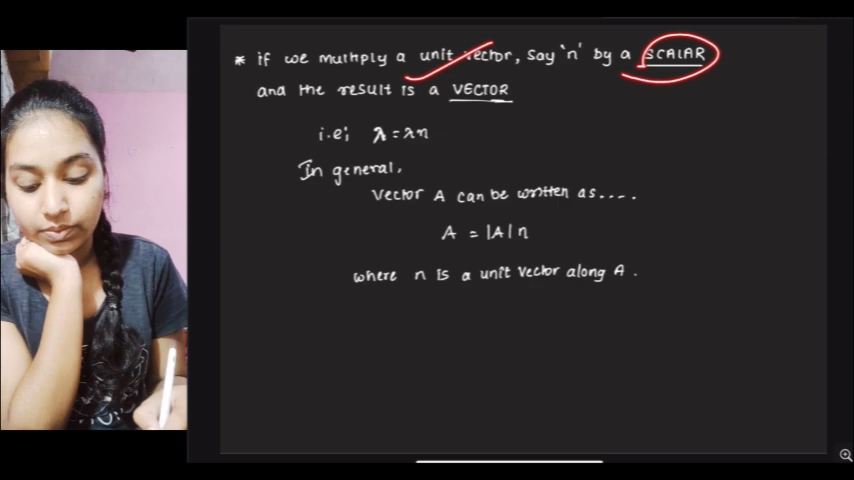 * if we multiply a unit vector, say 'n' by a SCALAR
and the result is a VECTOR
i.e; λ = λn
In general,
Vector A can be written as....
A = |A| n
where n is a unit vector along A.